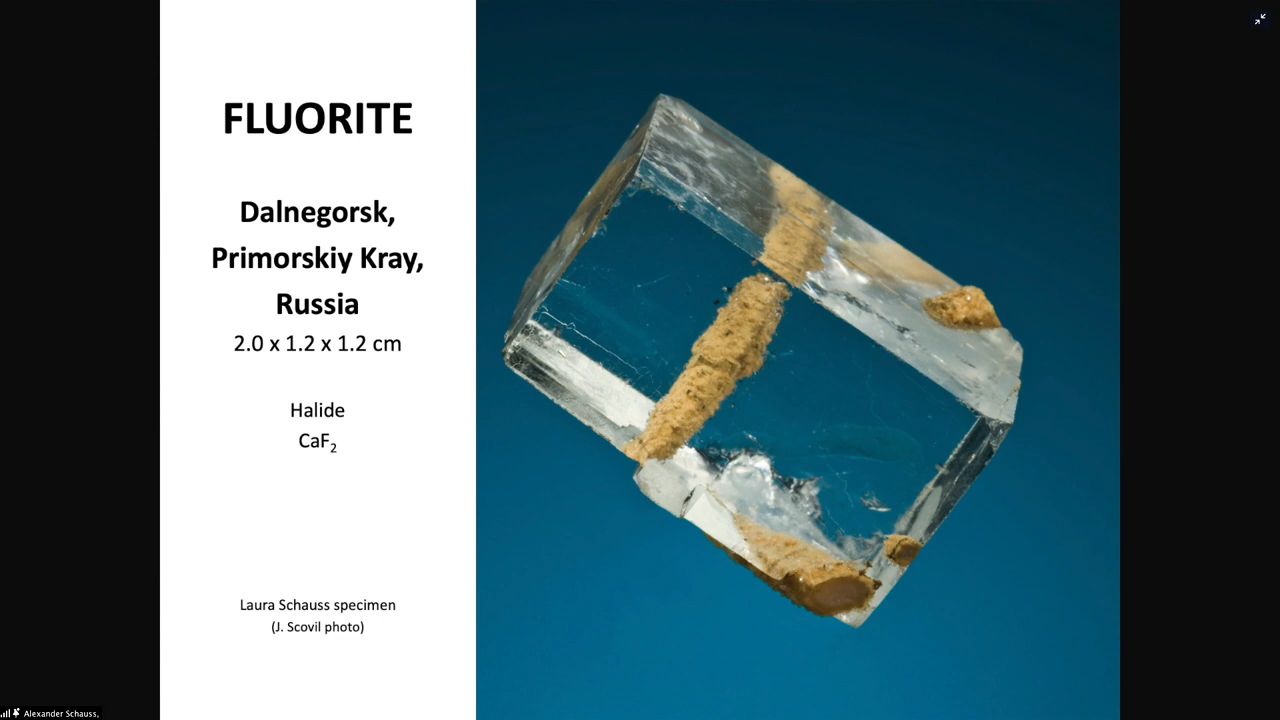 FLUORITE
Dalnegorsk,
Primorskiy Kray,
Russia
2.0 x 1.2 x 1.2 cm
Halide
CaF₂
Laura Schauss specimen
(J. Scovil photo)
Alexander Schauss,